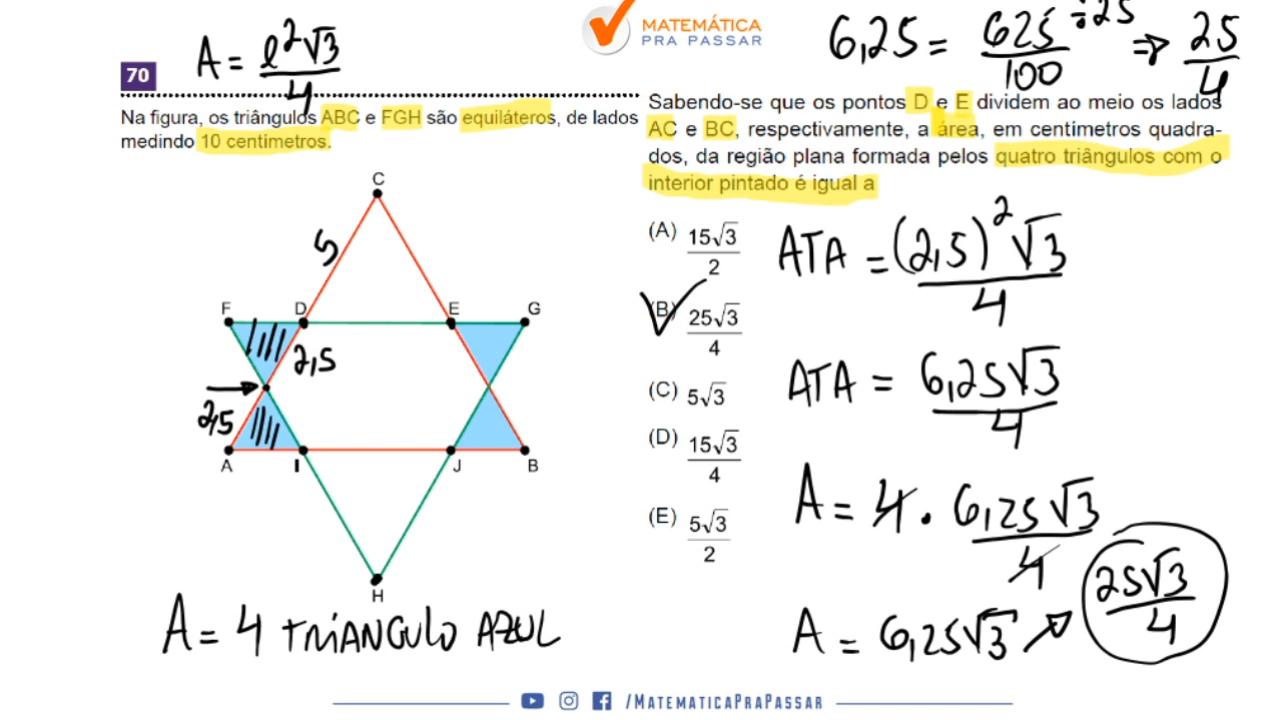 MATEMÁTICA
PRA PASSAR
70
A = l²√3/4
Na figura, os triângulos ABC e FGH são equiláteros, de lados
medindo 10 centímetros.
C
5
F D E G
2,5
2,5
A I J B
H
A = 4 TRIANGULO AZUL
6,25 = 625/100 ÷25 ⇒ 25/4
Sabendo-se que os pontos D e E dividem ao meio os lados
AC e BC, respectivamente, a área, em centímetros quadra-
dos, da região plana formada pelos quatro triângulos com o
interior pintado é igual a
(A) 15√3/2
(B) 25√3/4
(C) 5√3
(D) 15√3/4
(E) 5√3/2
ATA = (2,5)²√3/4
ATA = 6,25√3/4
A = 4 . 6,25√3/4
A = 6,25√3 → 25√3/4
/MATEMATICAPRAPASSAR